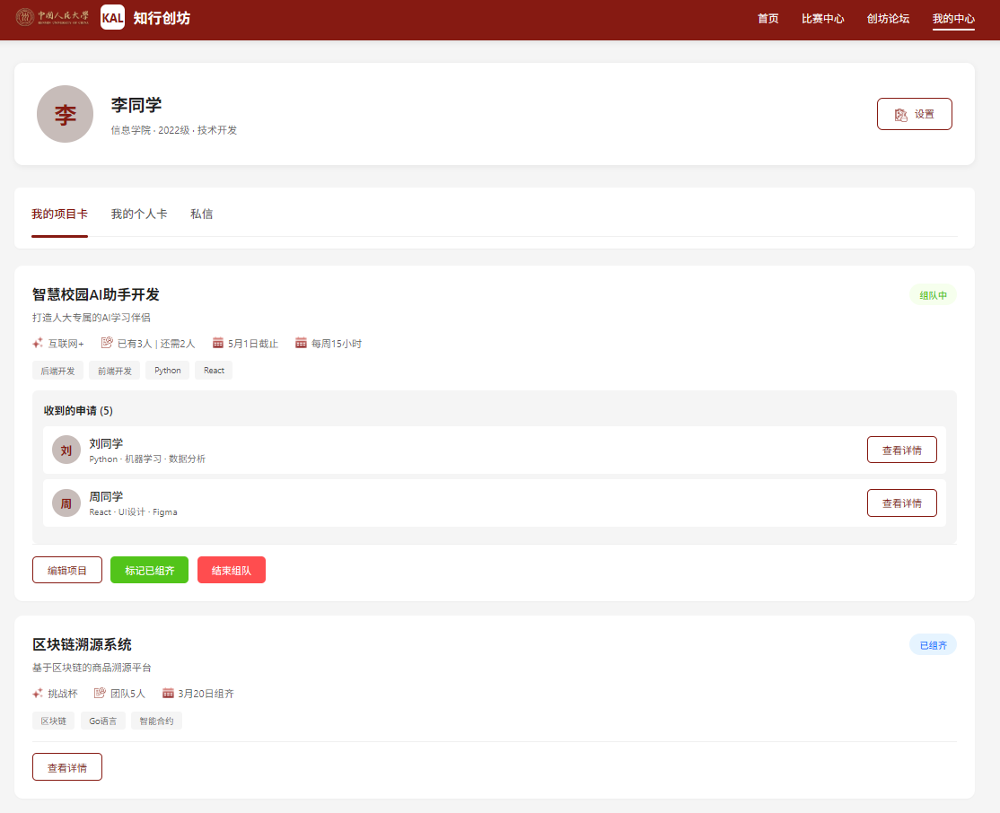 中国人民大学 KAL 知行创坊 首页 比赛中心 创坊论坛 我的中心
RENMIN UNIVERSITY OF CHINA
李
李同学
信息学院 · 2022级 · 技术开发
设置
我的项目卡 我的个人卡 私信
智慧校园AI助手开发 组队中
打造人大专属的AI学习伴侣
互联网+ 已有3人 | 还需2人 5月1日截止 每周15小时
后端开发 前端开发 Python React
收到的申请 (5)
刘
刘同学
Python · 机器学习 · 数据分析
查看详情
周
周同学
React · UI设计 · Figma
查看详情
编辑项目 标记已组齐 结束组队
区块链溯源系统 已组齐
基于区块链的商品溯源平台
挑战杯 团队5人 3月20日组齐
区块链 Go语言 智能合约
查看详情